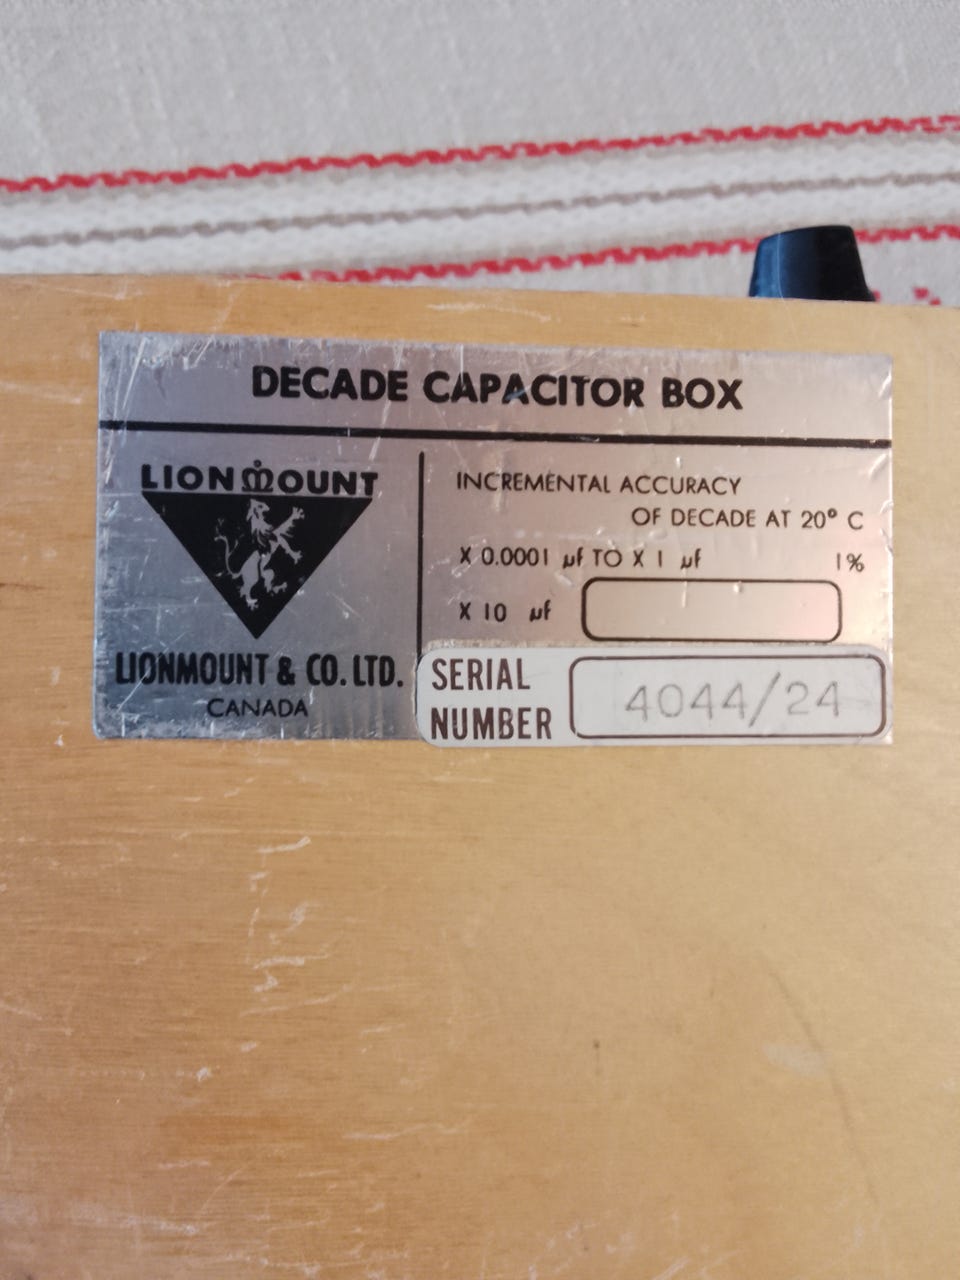 DECADE CAPACITOR BOX
LIONMOUNT
LIONMOUNT & CO. LTD.
CANADA
INCREMENTAL ACCURACY
OF DECADE AT 20° C
X 0.0001 µf TO X 1 µf 1%
X 10 µf
SERIAL
NUMBER
4044/24